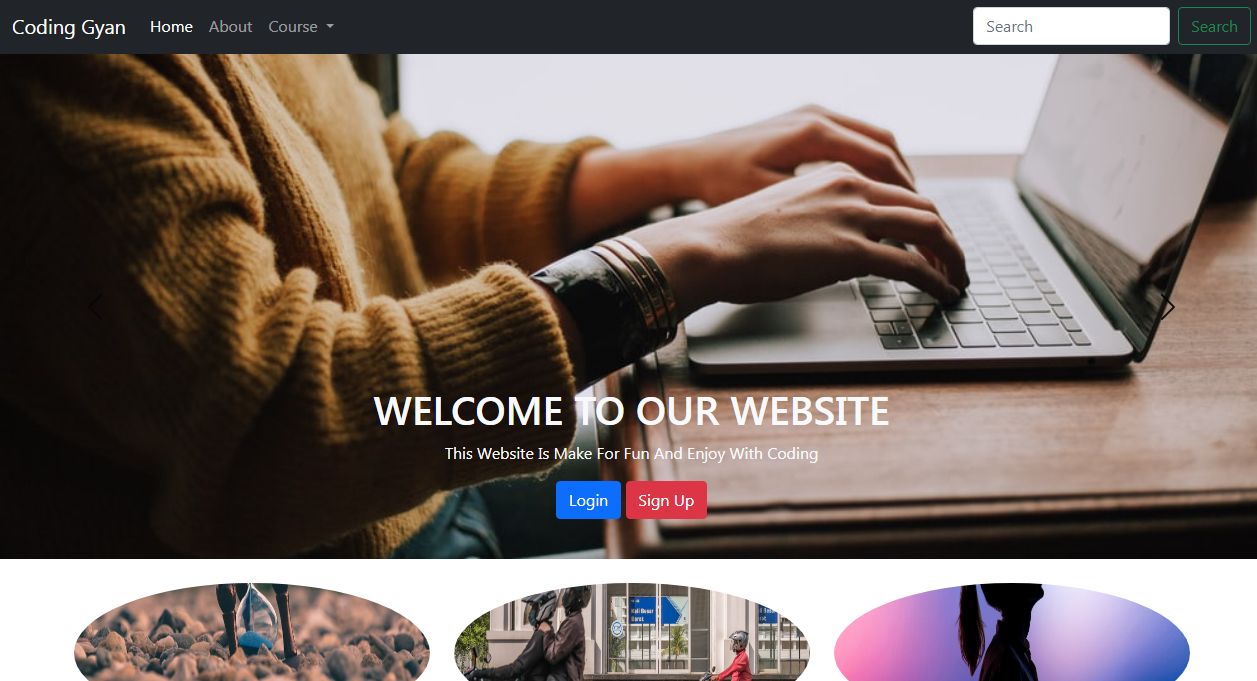 Coding Gyan Home About Course Search Search
WELCOME TO OUR WEBSITE
This Website Is Make For Fun And Enjoy With Coding
Login Sign Up